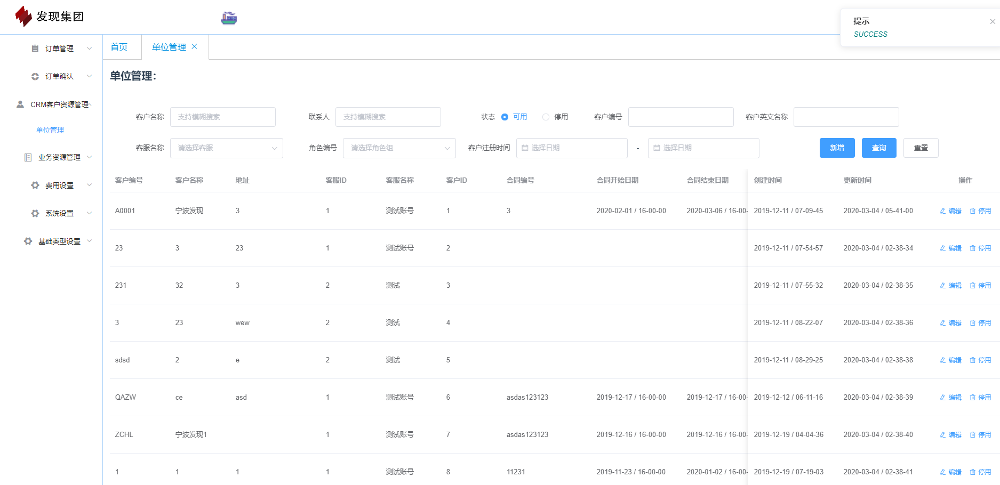 发现集团
提示
SUCCESS
订单管理
订单确认
CRM客户资源管理
单位管理
业务资源管理
费用设置
系统设置
基础类型设置
首页 单位管理
单位管理：
客户名称 支持模糊搜索 联系人 支持模糊搜索 状态 可用 停用 客户编号 客户英文名称
客服名称 请选择客服 角色编号 请选择角色组 客户注册时间 选择日期 - 选择日期 新增 查询 重置
客户编号 客户名称 地址 客服ID 客服名称 客户ID 合同编号 合同开始日期 合同结束日期 创建时间 更新时间 操作
A0001 宁波发现 3 1 测试账号 1 3 2020-02-01 / 16-00-00 2020-03-06 / 16-00- 2019-12-11 / 07-09-45 2020-03-04 / 05-41-00 编辑 停用
23 3 23 1 测试账号 2 2019-12-11 / 07-54-57 2020-03-04 / 02-38-34 编辑 停用
231 32 3 2 测试 3 2019-12-11 / 07-55-32 2020-03-04 / 02-38-35 编辑 停用
3 23 wew 2 测试 4 2019-12-11 / 08-22-07 2020-03-04 / 02-38-36 编辑 停用
sdsd 2 e 2 测试 5 2019-12-11 / 08-29-25 2020-03-04 / 02-38-38 编辑 停用
QAZW ce asd 1 测试账号 6 asdas123123 2019-12-17 / 16-00-00 2019-12-17 / 16-00- 2019-12-12 / 06-11-16 2020-03-04 / 02-38-39 编辑 停用
ZCHL 宁波发现1 1 测试账号 7 asdas123123 2019-12-16 / 16-00-00 2019-12-16 / 16-00- 2019-12-19 / 04-04-36 2020-03-04 / 02-38-40 编辑 停用
1 1 1 1 测试账号 8 11231 2019-11-23 / 16-00-00 2020-01-02 / 16-00- 2019-12-19 / 07-19-03 2020-03-04 / 02-38-41 编辑 停用